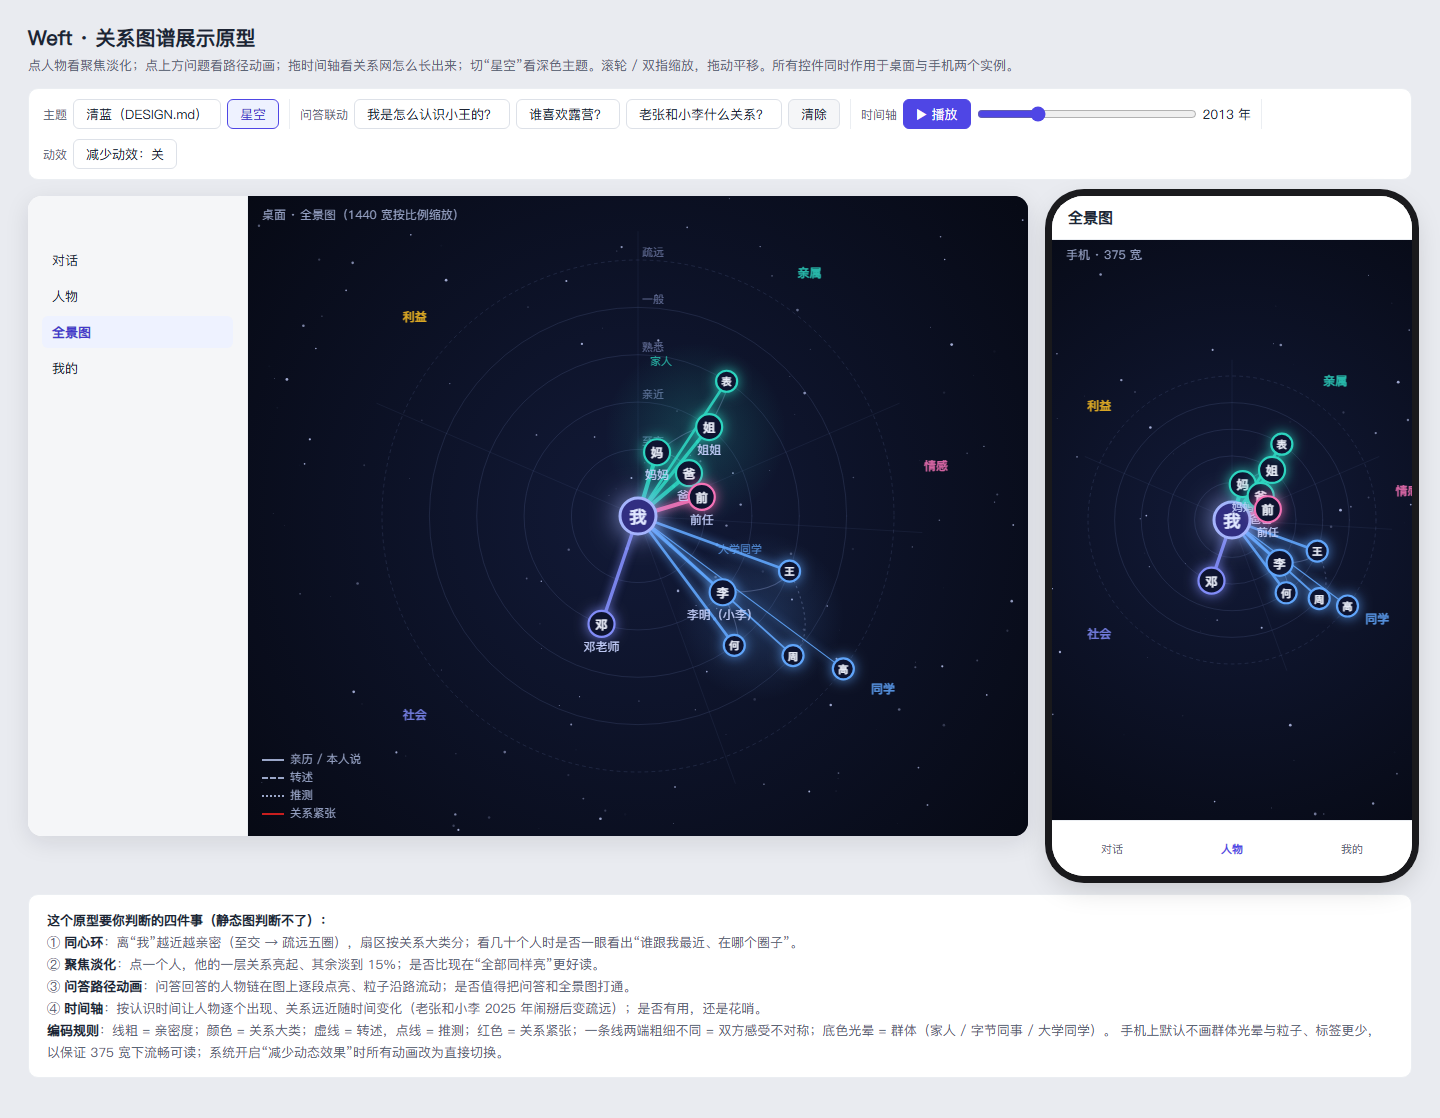 Weft · 关系图谱展示原型
点人物看聚焦淡化；点上方问题看路径动画；拖时间轴看关系网怎么长出来；切“星空”看深色主题。滚轮 / 双指缩放，拖动平移。所有控件同时作用于桌面与手机两个实例。
主题 清蓝（DESIGN.md） 星空 问答联动 我是怎么认识小王的？ 谁喜欢露营？ 老张和小李什么关系？ 清除 时间轴 ▶ 播放 2013 年
动效 减少动效：关
对话
人物
全景图
我的
桌面 · 全景图（1440 宽按比例缩放）
疏远
亲属
一般
利益
熟悉
家人
表
亲近
姐
姐姐
妈
妈妈
爸
爸
前
前任
情感
我
大学同学
王
李
李明（小李）
邓
邓老师
何
周
高
同学
社会
亲历 / 本人说
转述
推测
关系紧张
全景图
手机 · 375 宽
亲属
利益
表
姐
妈
前
情感
我
前任
王
李
邓
何
周
高
同学
社会
对话
人物
我的
这个原型要你判断的四件事（静态图判断不了）：
① 同心环：离“我”越近越亲密（至交 → 疏远五圈），扇区按关系大类分；看几十个人时是否一眼看出“谁跟我最近、在哪个圈子”。
② 聚焦淡化：点一个人，他的一层关系亮起、其余淡到 15%；是否比现在“全部同样亮”更好读。
③ 问答路径动画：问答回答的人物链在图上逐段点亮、粒子沿路流动；是否值得把问答和全景图打通。
④ 时间轴：按认识时间让人物逐个出现、关系远近随时间变化（老张和小李 2025 年闹掰后变疏远）；是否有用，还是花哨。
编码规则：线粗 = 亲密度；颜色 = 关系大类；虚线 = 转述，点线 = 推测；红色 = 关系紧张；一条线两端粗细不同 = 双方感受不对称；底色光晕 = 群体（家人 / 字节同事 / 大学同学）。 手机上默认不画群体光晕与粒子、标签更少，
以保证 375 宽下流畅可读；系统开启“减少动态效果”时所有动画改为直接切换。